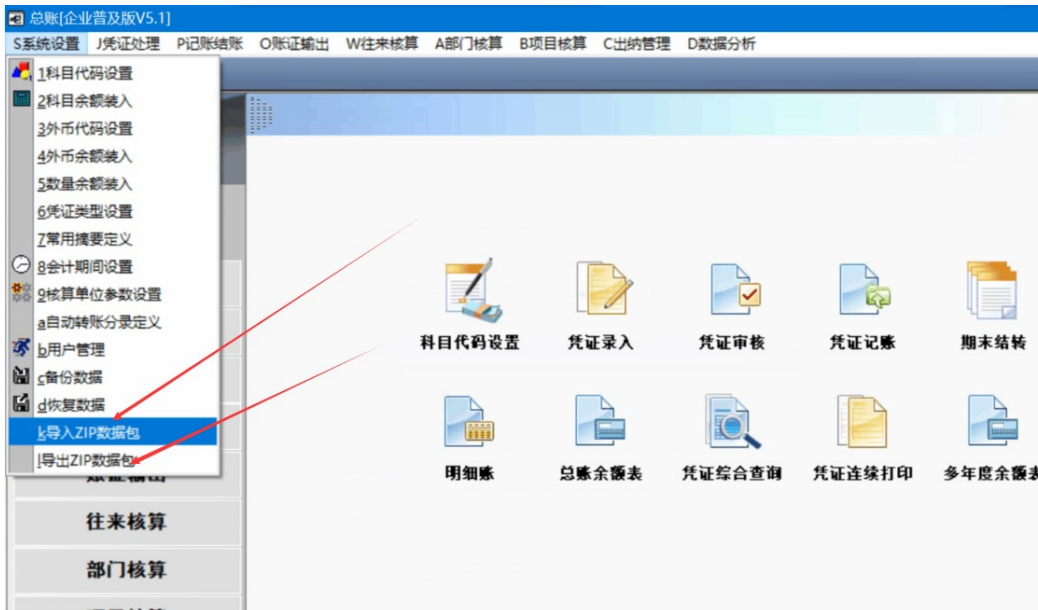 总账[企业普及版V5.1]
S系统设置 J凭证处理 P记账结账 O账证输出 W往来核算 A部门核算 B项目核算 C出纳管理 D数据分析
1科目代码设置
2科目余额装入
3外币代码设置
4外币余额装入
5数量余额装入
6凭证类型设置
7常用摘要定义
8会计期间设置
9核算单位参数设置
a自动转账分录定义
b用户管理
c备份数据
d恢复数据
k导入ZIP数据包
l导出ZIP数据包
账证输出
往来核算
部门核算
科目代码设置 凭证录入 凭证审核 凭证记账 期末结转
明细账 总账余额表 凭证综合查询 凭证连续打印 多年度余额表